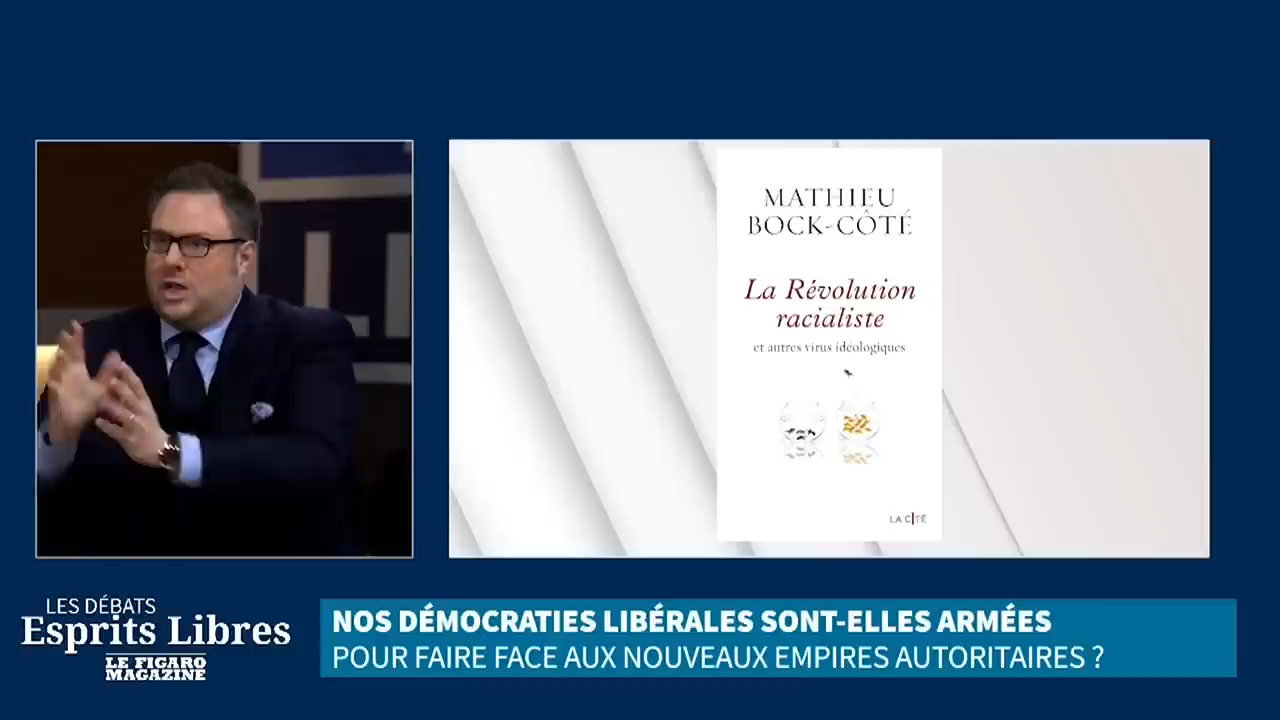 MATHIEU
BOCK-CÔTÉ
La Révolution
racialiste
et autres virus idéologiques
LA CITÉ
LES DÉBATS
Esprits Libres
LE FIGARO
MAGAZINE
NOS DÉMOCRATIES LIBÉRALES SONT-ELLES ARMÉES
POUR FAIRE FACE AUX NOUVEAUX EMPIRES AUTORITAIRES ?